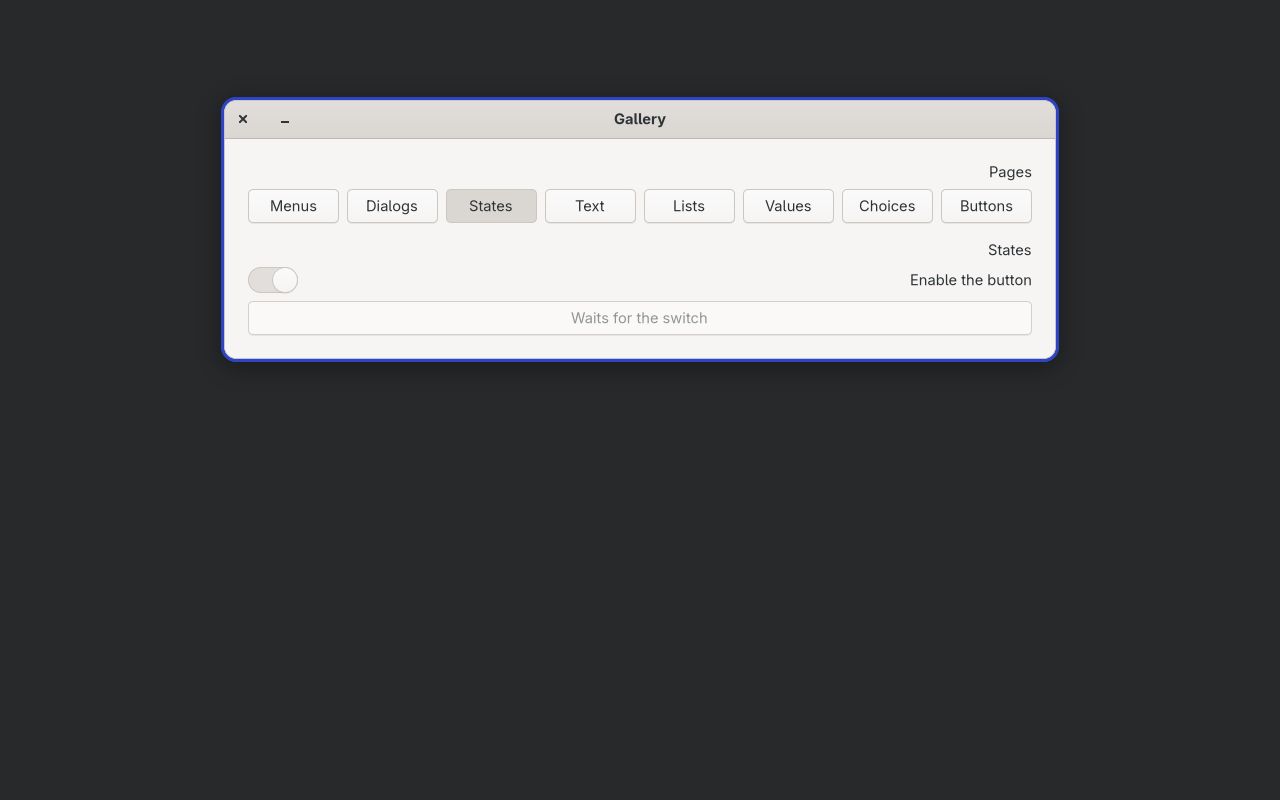 Gallery
Pages
Menus Dialogs States Text Lists Values Choices Buttons
States
Enable the button
Waits for the switch